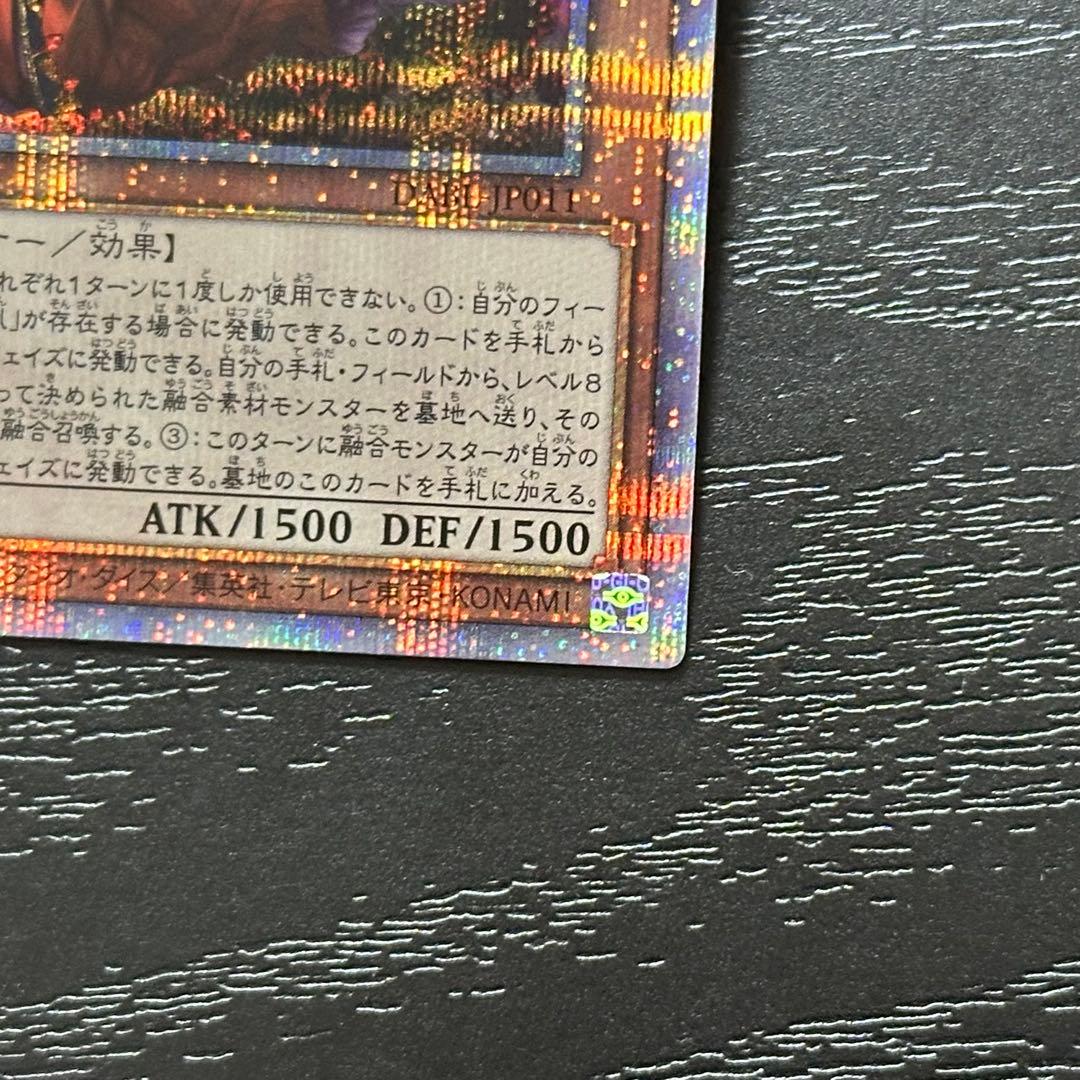 DABL-JP011
ナー／効果】
れぞれ1ターンに1度しか使用できない。①：自分のフィー
」が存在する場合に発動できる。このカードを手札から
ェイズに発動できる。自分の手札・フィールドから、レベル8
って決められた融合素材モンスターを墓地へ送り、その
融合召喚する。③：このターンに融合モンスターが自分の
ェイズに発動できる。墓地のこのカードを手札に加える。
ATK/1500 DEF/1500
タジオ・ダイス／集英社・テレビ東京・KONAMI